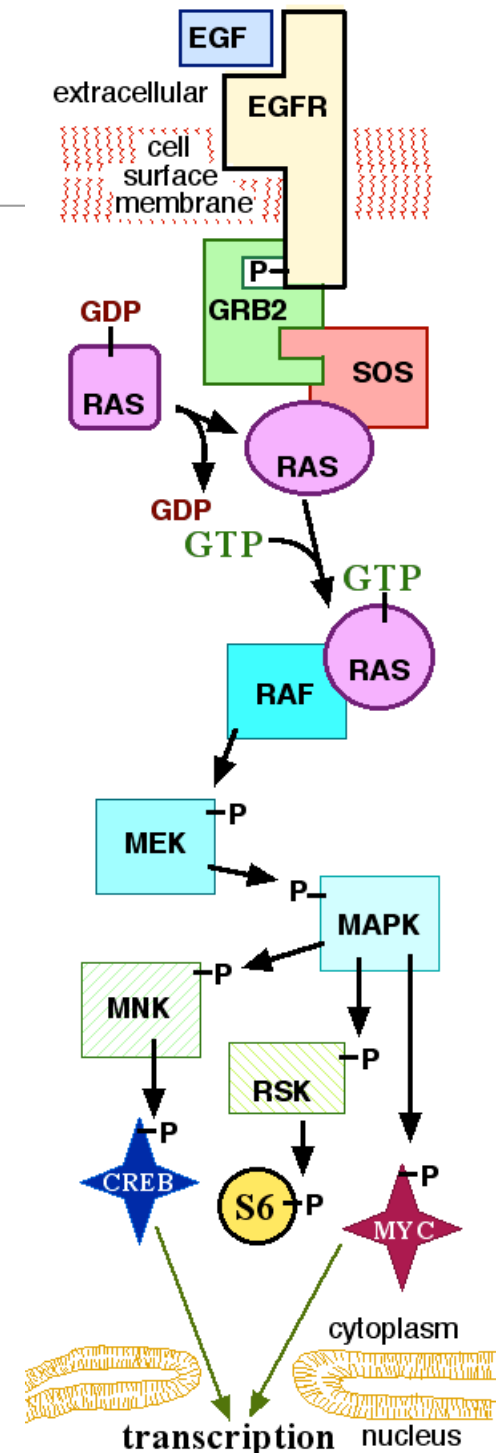 EGF
EGFR
extracellular
cell
surface
membrane
P
GRB2
GDP
SOS
RAS
RAS
GDP
GTP
GTP
RAS
RAF
P
MEK
P
MAPK
P
MNK
P
RSK
P
CREB
P
S6
P
MYC
cytoplasm
transcription
nucleus